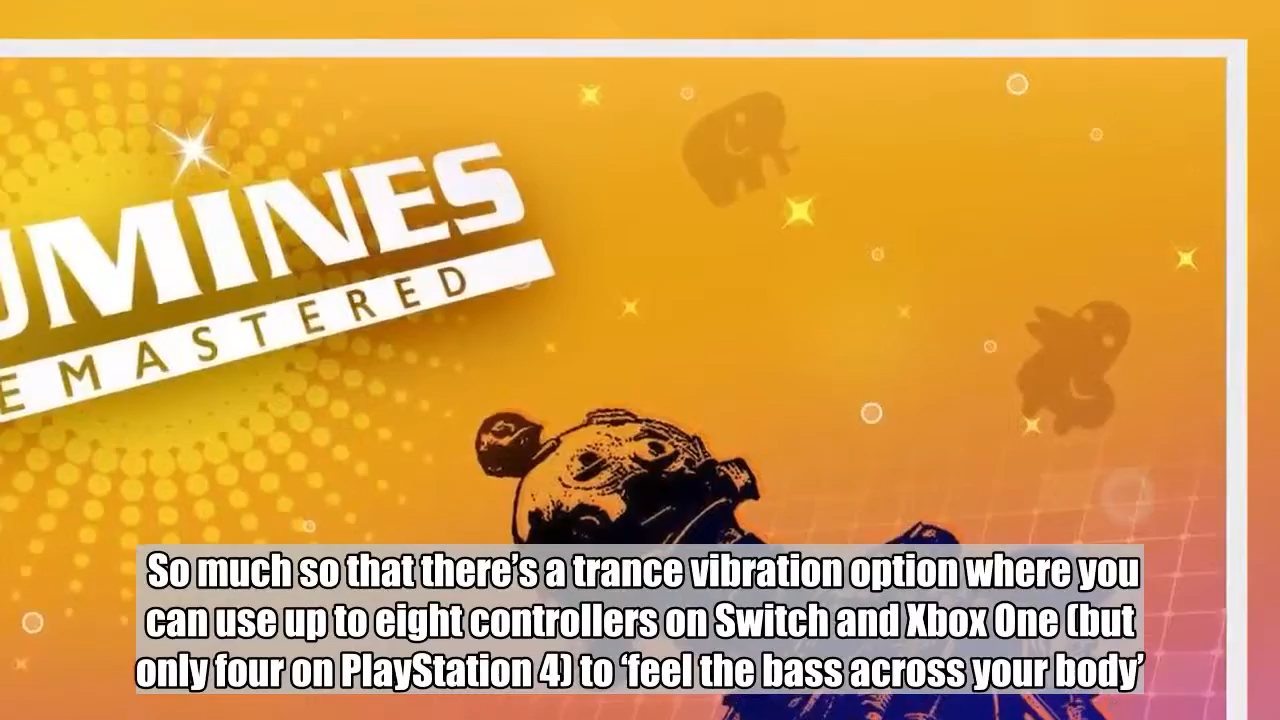 UMINES
EMASTERED
So much so that there's a trance vibration option where you
can use up to eight controllers on Switch and Xbox One (but
only four on PlayStation 4) to ‘feel the bass across your body’